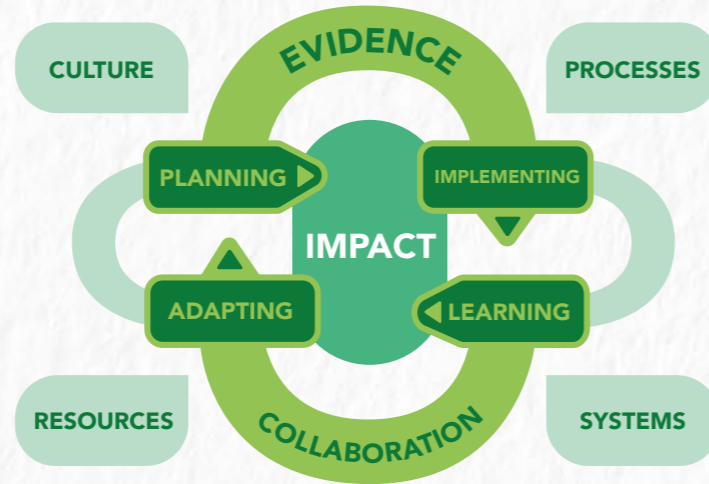 EVIDENCE
CULTURE
PROCESSES
PLANNING
IMPLEMENTING
IMPACT
ADAPTING
LEARNING
RESOURCES
COLLABORATION
SYSTEMS